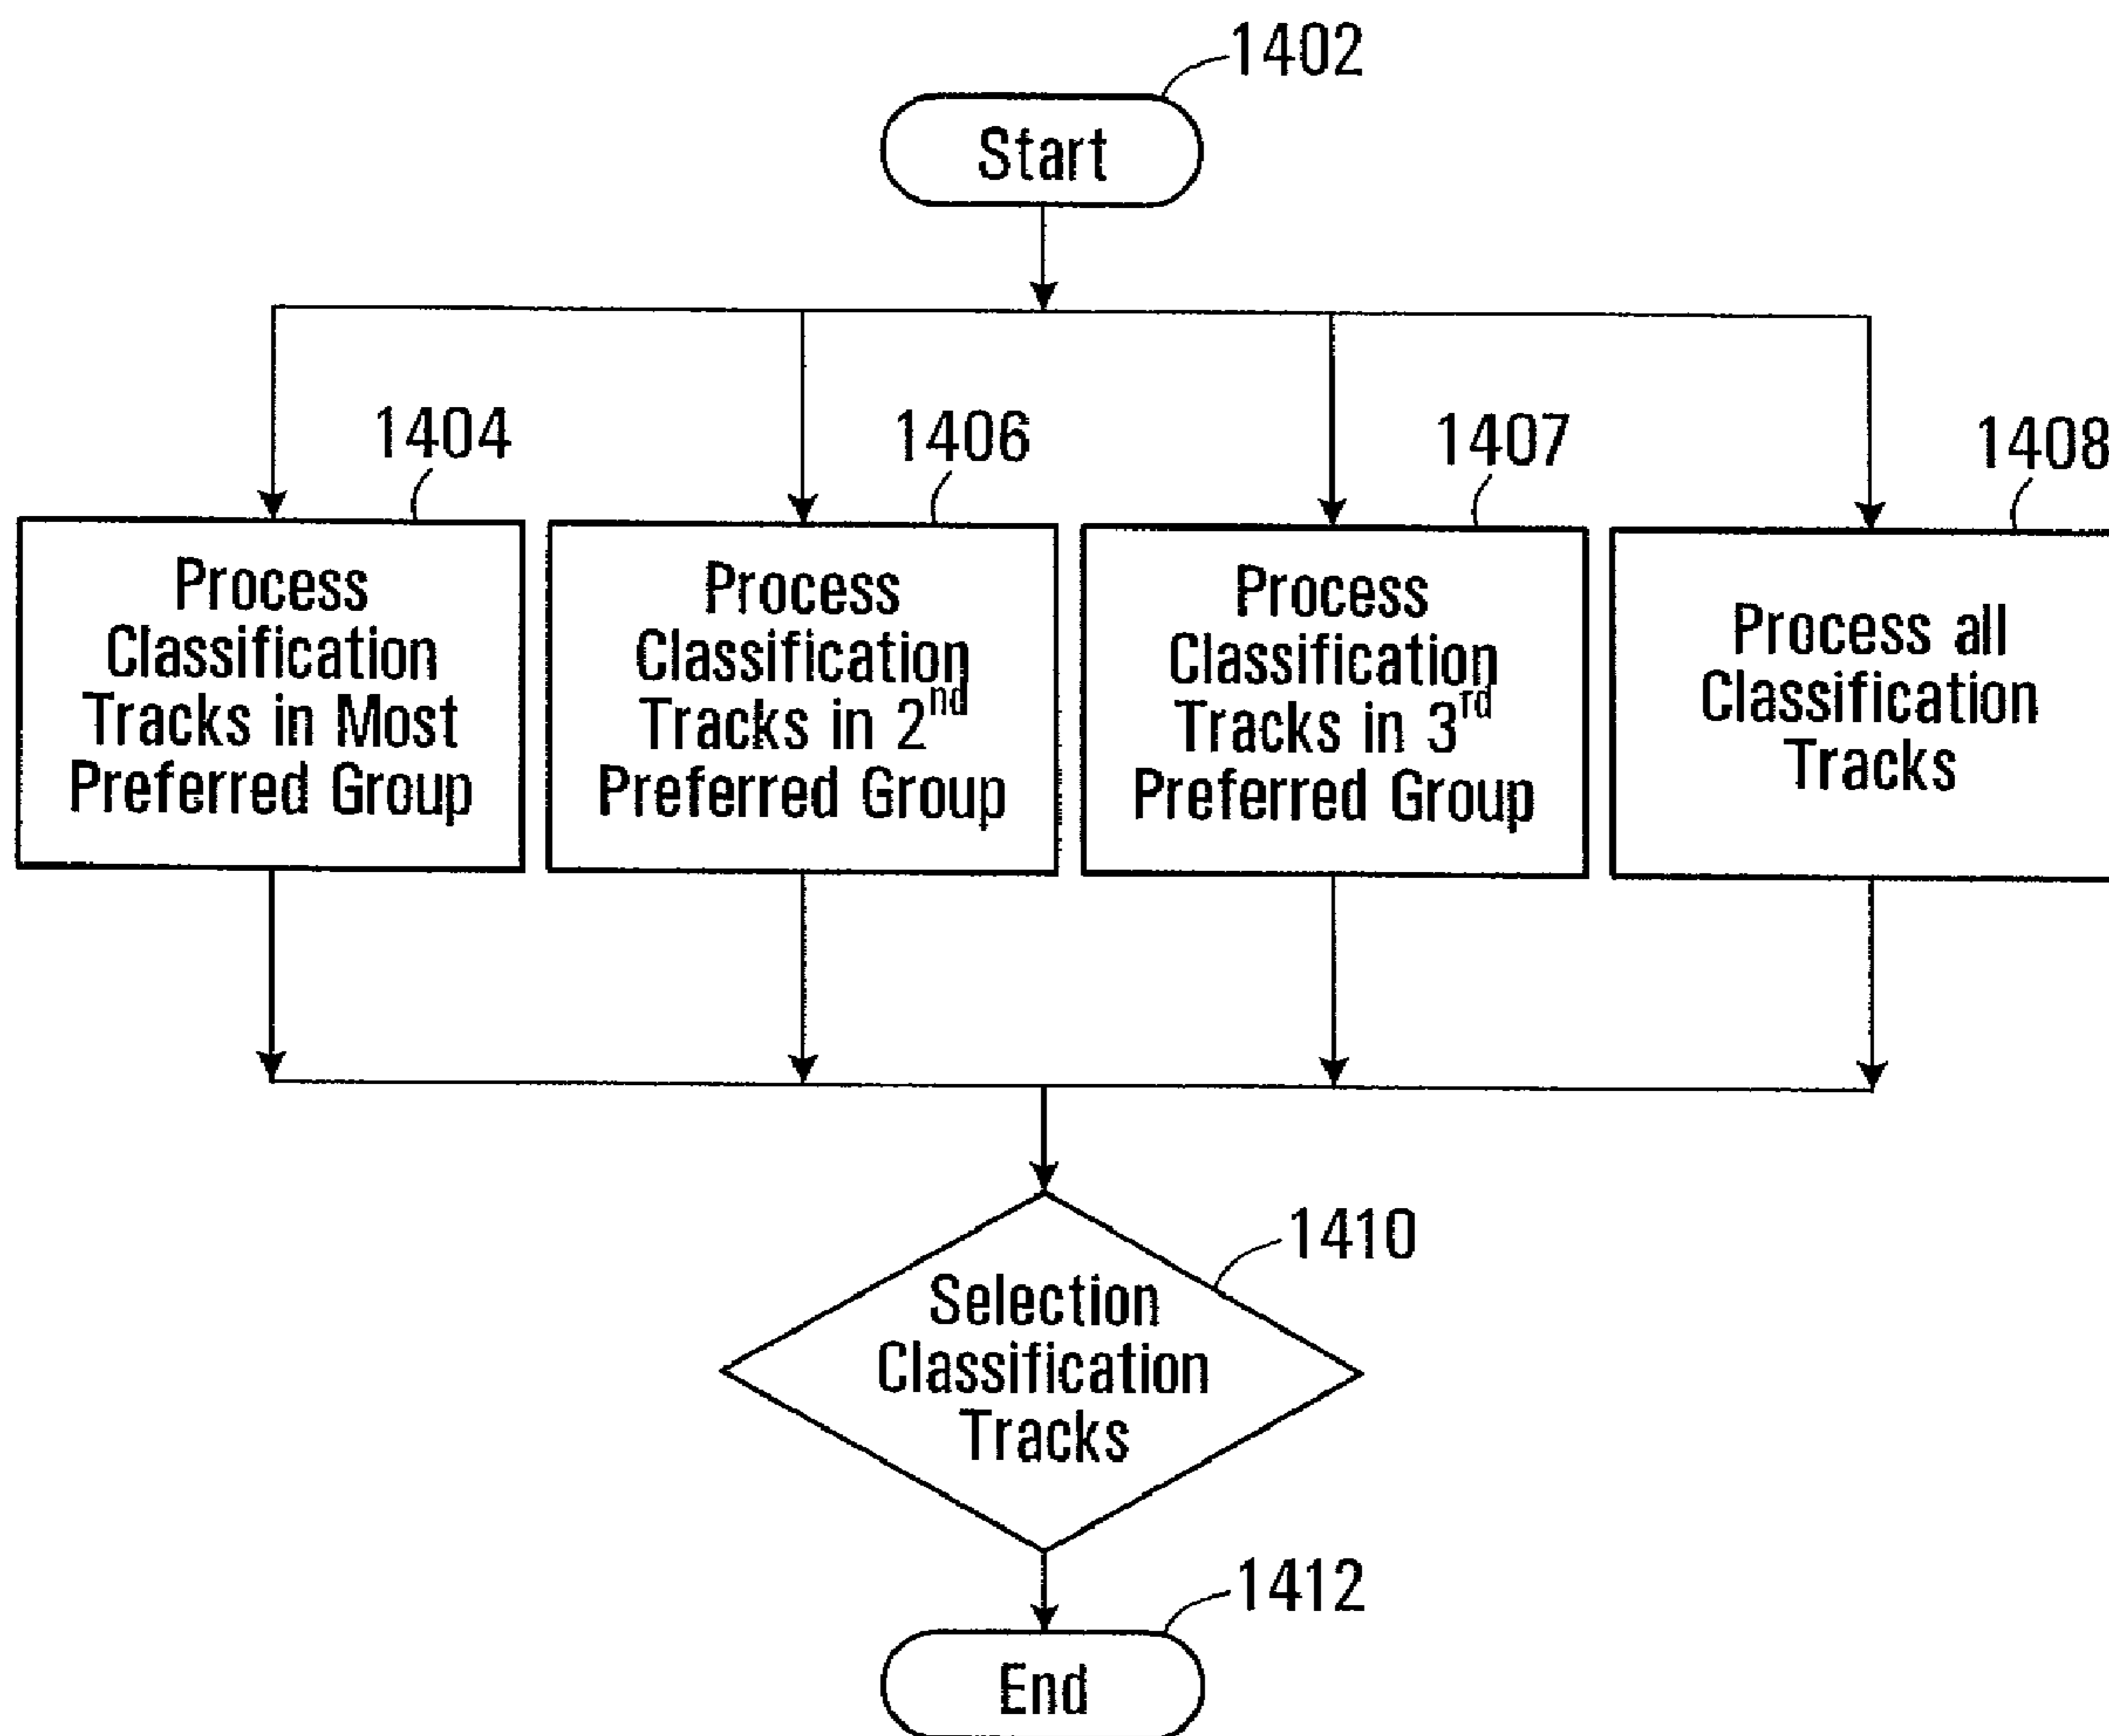 1402
Start
1404
1406
1407
1408
Process
Classification
Tracks in Most
Preferred Group
Process
Classification
Tracks in 2nd
Preferred Group
Process
Classification
Tracks in 3rd
Preferred Group
Process all
Classification
Tracks
1410
Selection
Classification
Tracks
1412
End